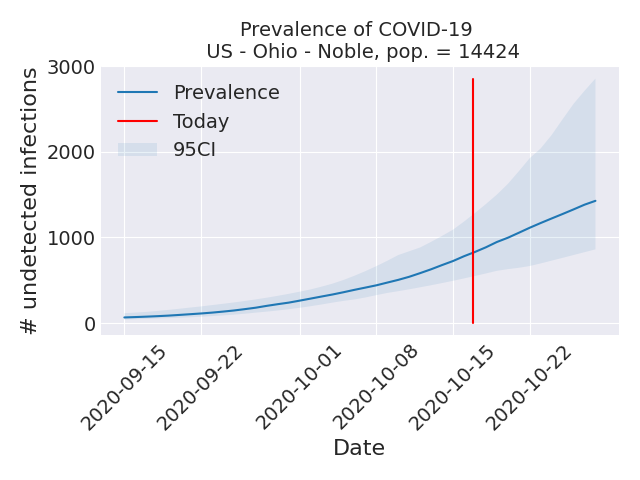 Prevalence of COVID-19
US - Ohio - Noble, pop. = 14424
# undetected infections
3000
2000
1000
0
Prevalence
Today
95CI
2020-09-15
2020-09-22
2020-10-01
2020-10-08
2020-10-15
2020-10-22
Date